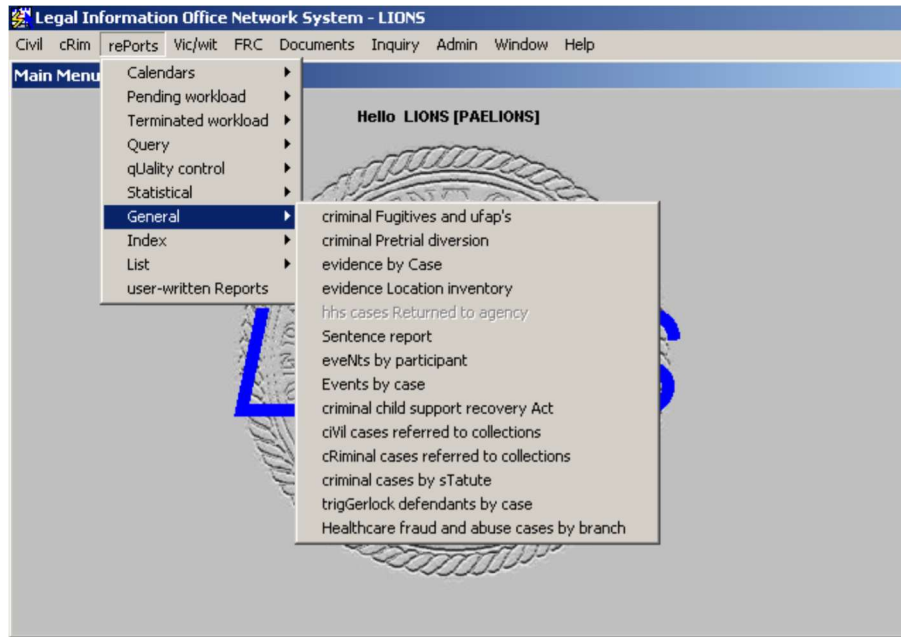 Legal Information Office Network System - LIONS
Civil cRim rePorts Vic/wit FRC Documents Inquiry Admin Window Help
Main Menu
Calendars
Pending workload
Terminated workload
Query
qUality control
Statistical
General
Index
List
user-written Reports
Hello LIONS [PAELIONS]
criminal Fugitives and ufap's
criminal Pretrial diversion
evidence by Case
evidence Location inventory
hhs cases Returned to agency
Sentence report
eveNts by participant
Events by case
criminal child support recovery Act
ciVil cases referred to collections
cRiminal cases referred to collections
criminal cases by sTatute
trigGerlock defendants by case
Healthcare fraud and abuse cases by branch